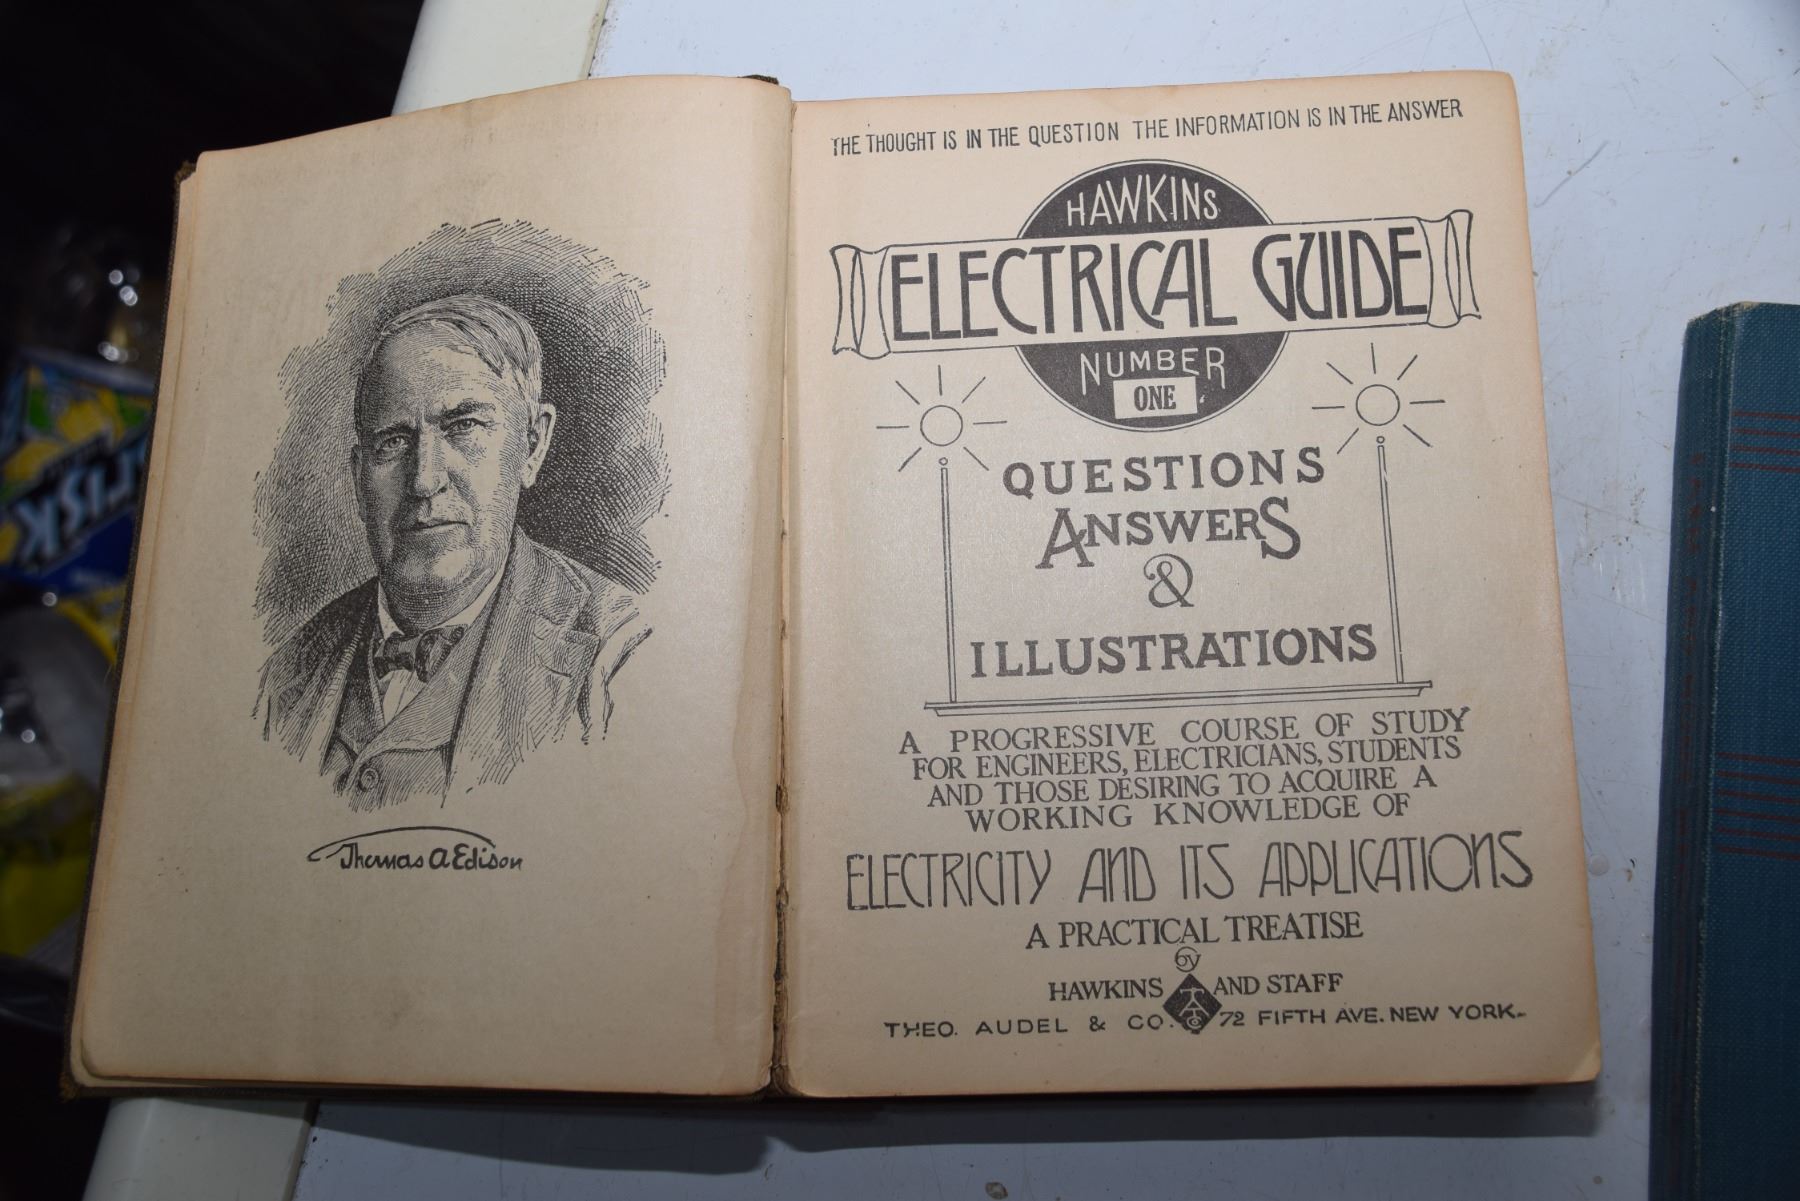 Thomas A Edison
THE THOUGHT IS IN THE QUESTION THE INFORMATION IS IN THE ANSWER
HAWKINS
ELECTRICAL GUIDE
NUMBER
ONE
QUESTIONS
ANSWERS
&
ILLUSTRATIONS
A PROGRESSIVE COURSE OF STUDY
FOR ENGINEERS, ELECTRICIANS, STUDENTS
AND THOSE DESIRING TO ACQUIRE A
WORKING KNOWLEDGE OF
ELECTRICITY AND ITS APPLICATIONS
A PRACTICAL TREATISE
by
HAWKINS AND STAFF
THEO. AUDEL & CO. 72 FIFTH AVE. NEW YORK.